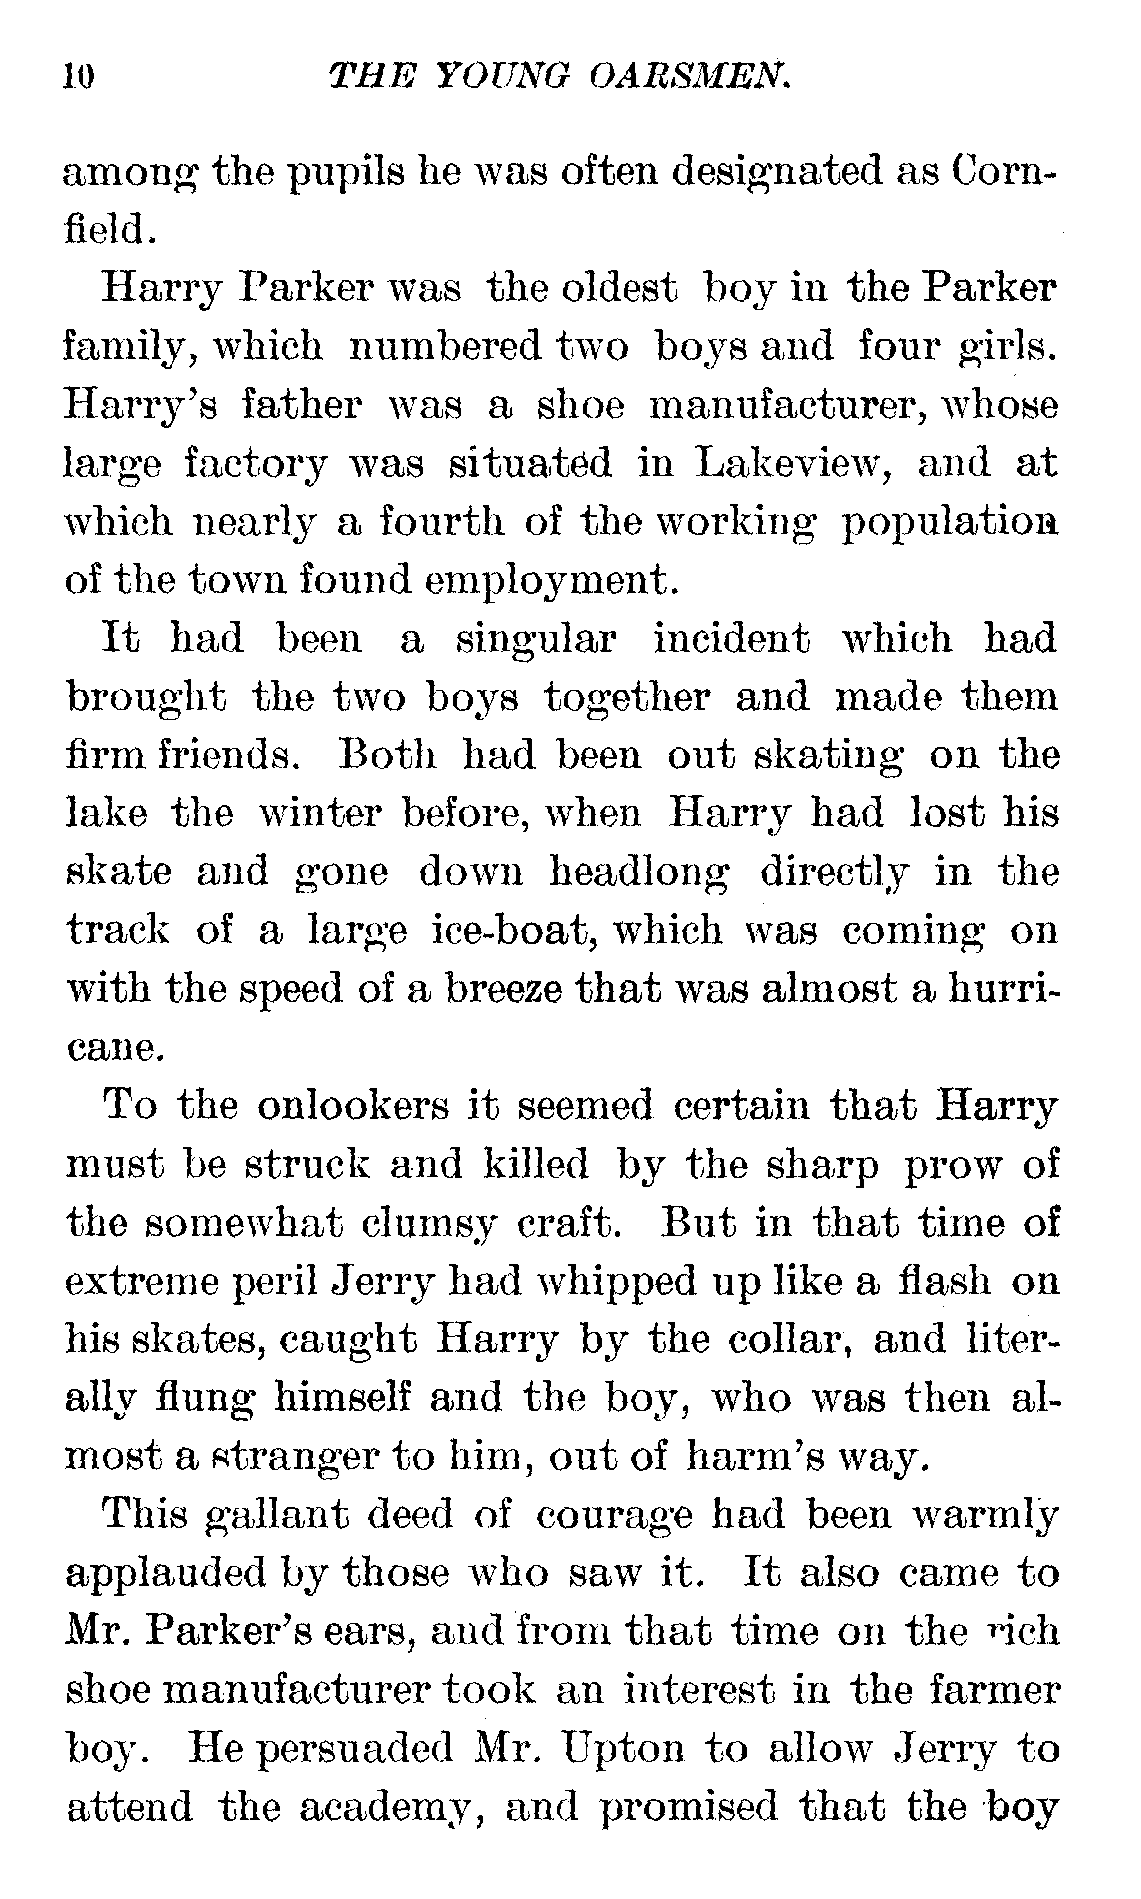 10 THE YOUNG OARSMEN.
among the pupils he was often designated as Corn-
field.
Harry Parker was the oldest boy in the Parker
family, which numbered two boys and four girls.
Harry's father was a shoe manufacturer, whose
large factory was situated in Lakeview, and at
which nearly a fourth of the working population
of the town found employment.
It had been a singular incident which had
brought the two boys together and made them
firm friends. Both had been out skating on the
lake the winter before, when Harry had lost his
skate and gone down headlong directly in the
track of a large ice-boat, which was coming on
with the speed of a breeze that was almost a hurri-
cane.
To the onlookers it seemed certain that Harry
must be struck and killed by the sharp prow of
the somewhat clumsy craft. But in that time of
extreme peril Jerry had whipped up like a flash on
his skates, caught Harry by the collar, and liter-
ally flung himself and the boy, who was then al-
most a stranger to him, out of harm's way.
This gallant deed of courage had been warmly
applauded by those who saw it. It also came to
Mr. Parker's ears, and from that time on the rich
shoe manufacturer took an interest in the farmer
boy. He persuaded Mr. Upton to allow Jerry to
attend the academy, and promised that the boy